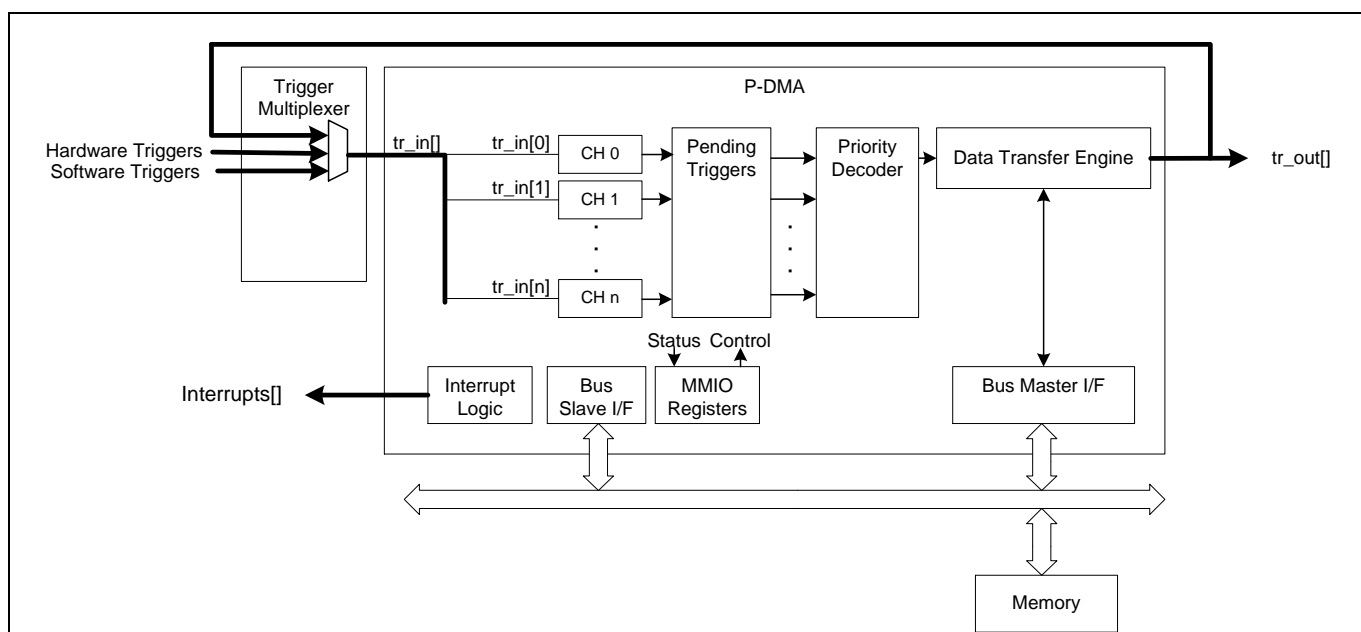 Trigger
Multiplexer
P-DMA
Hardware Triggers
Software Triggers
tr_in[]
tr_in[0]
CH 0
tr_in[1]
CH 1
tr_in[n]
CH n
Pending
Triggers
Priority
Decoder
Data Transfer Engine
tr_out[]
Status Control
Interrupts[]
Interrupt
Logic
Bus
Slave I/F
MMIO
Registers
Bus Master I/F
Memory